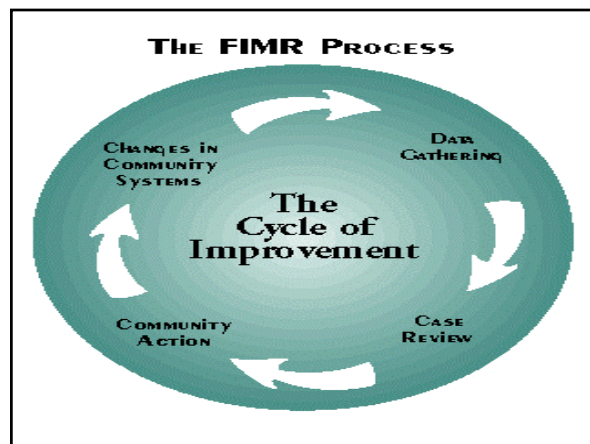 THE FIMR PROCESS
DATA
GATHERING
CASE
REVIEW
COMMUNITY
ACTION
CHANGES IN
COMMUNITY
SYSTEMS
The
Cycle of
Improvement